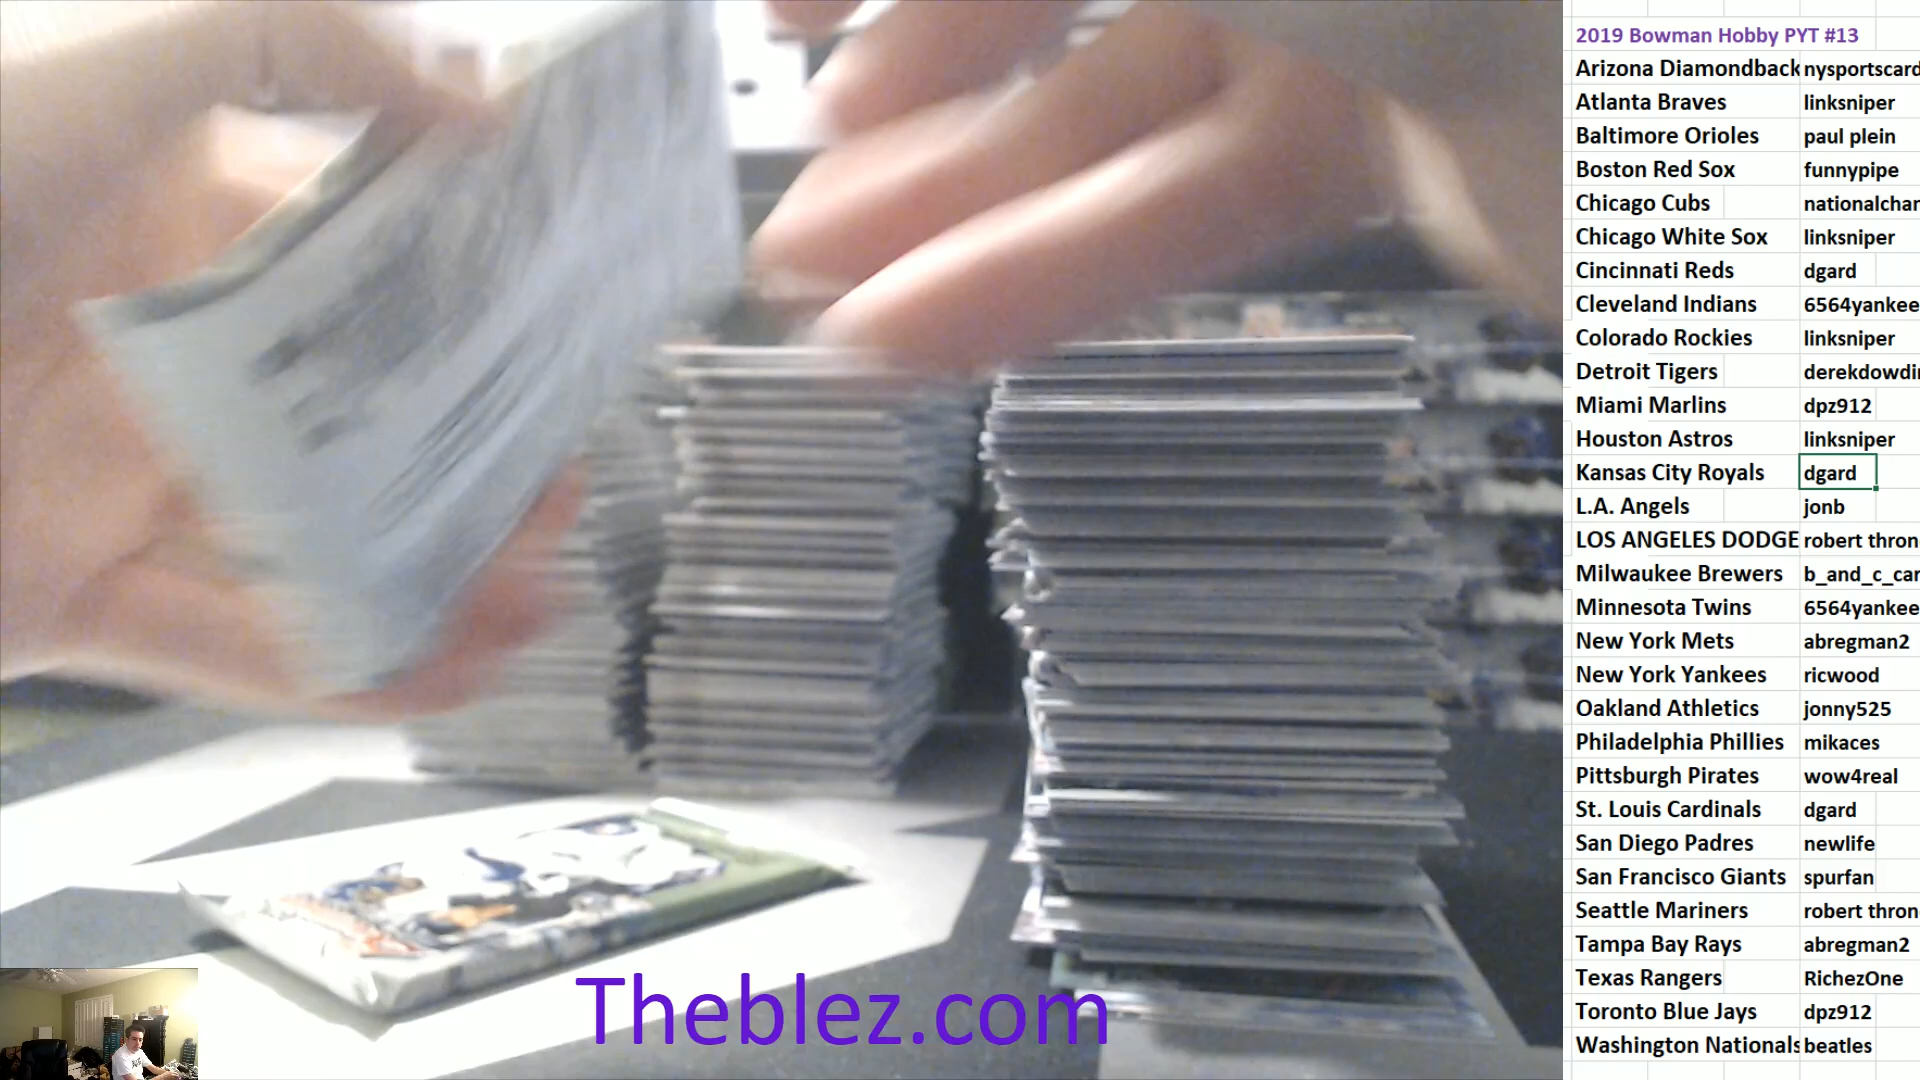 2019 Bowman Hobby PYT #13
Arizona Diamondback nysportscard
Atlanta Braves linksniper
Baltimore Orioles paul plein
Boston Red Sox funnypipe
Chicago Cubs nationalchar
Chicago White Sox linksniper
Cincinnati Reds dgard
Cleveland Indians 6564yankee
Colorado Rockies linksniper
Detroit Tigers derekdowdin
Miami Marlins dpz912
Houston Astros linksniper
Kansas City Royals dgard
L.A. Angels jonb
LOS ANGELES DODGE robert thron
Milwaukee Brewers b_and_c_car
Minnesota Twins 6564yankee
New York Mets abregman2
New York Yankees ricwood
Oakland Athletics jonny525
Philadelphia Phillies mikaces
Pittsburgh Pirates wow4real
St. Louis Cardinals dgard
San Diego Padres newlife
San Francisco Giants spurfan
Seattle Mariners robert thron
Tampa Bay Rays abregman2
Texas Rangers RichezOne
Toronto Blue Jays dpz912
Washington Nationals beatles
Theblez.com